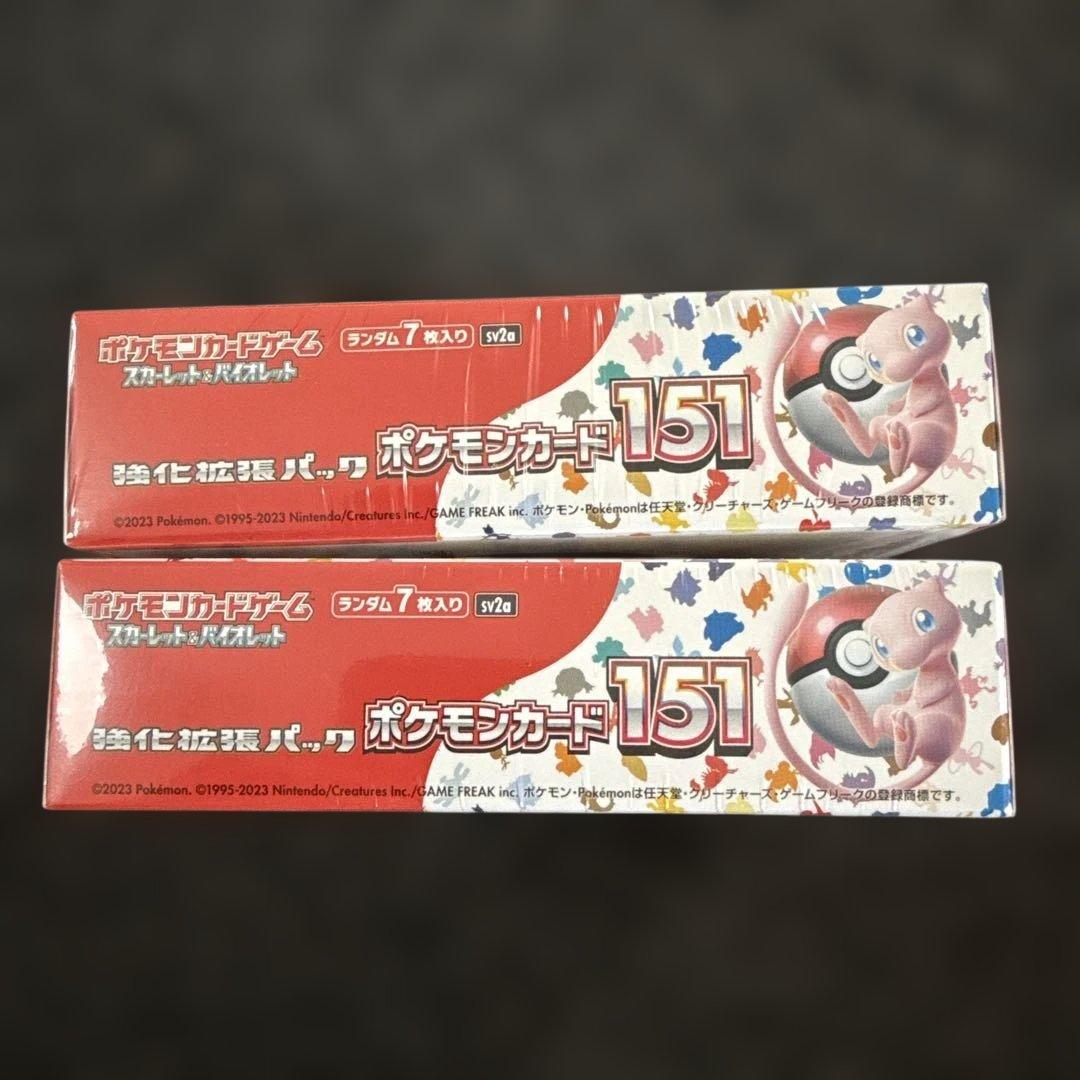 ポケモンカードゲーム ランダム7枚入り sv2a
スカーレット&バイオレット
強化拡張パック ポケモンカード151
©2023 Pokémon. ©1995-2023 Nintendo/Creatures Inc./GAME FREAK inc. ポケモン・Pokémonは任天堂・クリーチャーズ・ゲームフリークの登録商標です。
ポケモンカードゲーム ランダム7枚入り sv2a
スカーレット&バイオレット
強化拡張パック ポケモンカード151
©2023 Pokémon. ©1995-2023 Nintendo/Creatures Inc./GAME FREAK inc. ポケモン・Pokémonは任天堂・クリーチャーズ・ゲームフリークの登録商標です。